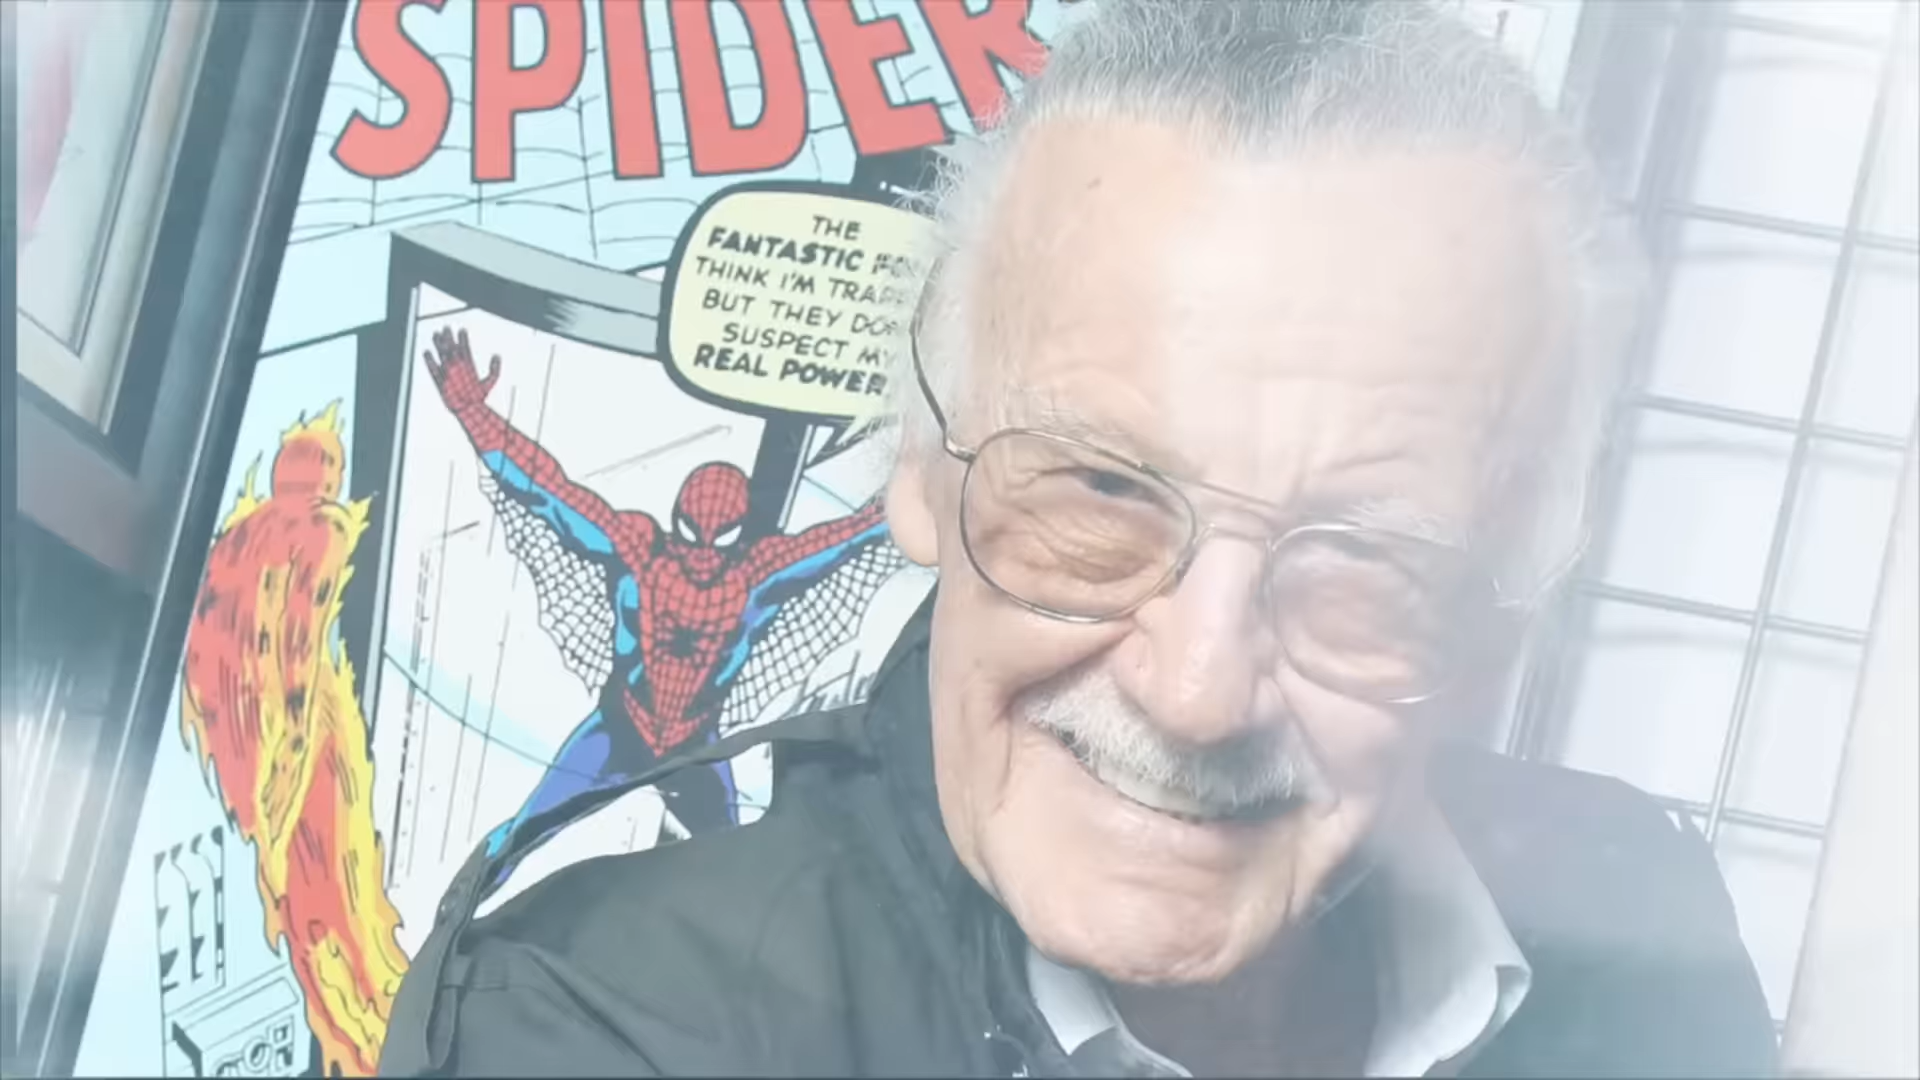 SPIDER
THE
FANTASTIC
THINK I'M
BUT THEY
SUSPECT MY
REAL POWER